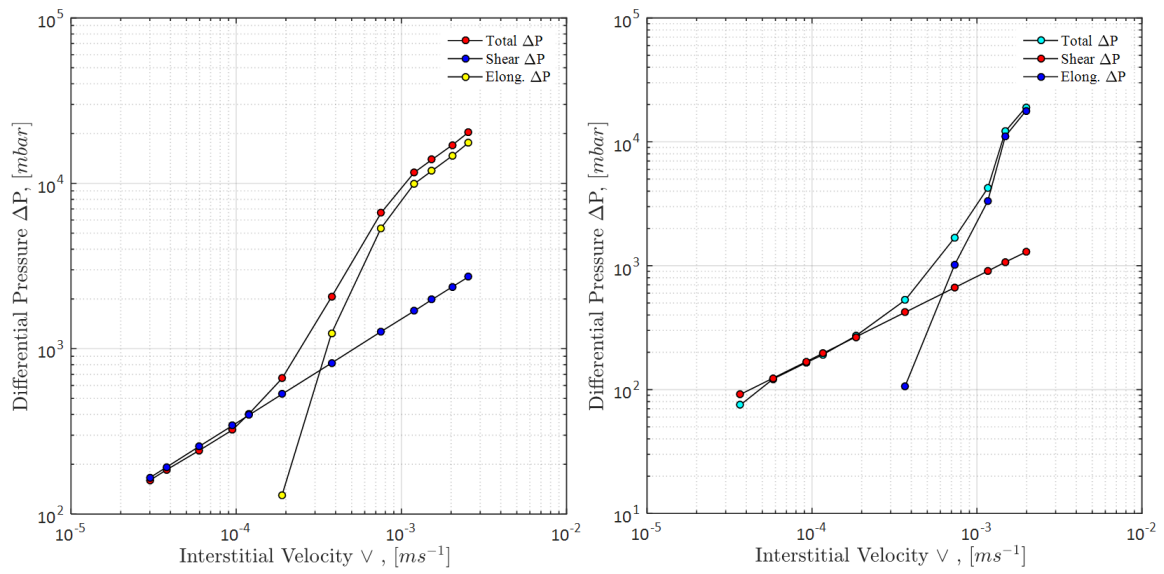 10^5
10^4
10^3
10^2
10^-5
10^-4
10^-3
10^-2
Differential Pressure ΔP, [mbar]
Interstitial Velocity ∨ , [ms^-1]
Total ΔP
Shear ΔP
Elong. ΔP
10^5
10^4
10^3
10^2
10^1
10^-5
10^-4
10^-3
10^-2
Differential Pressure ΔP, [mbar]
Interstitial Velocity ∨ , [ms^-1]
Total ΔP
Shear ΔP
Elong. ΔP